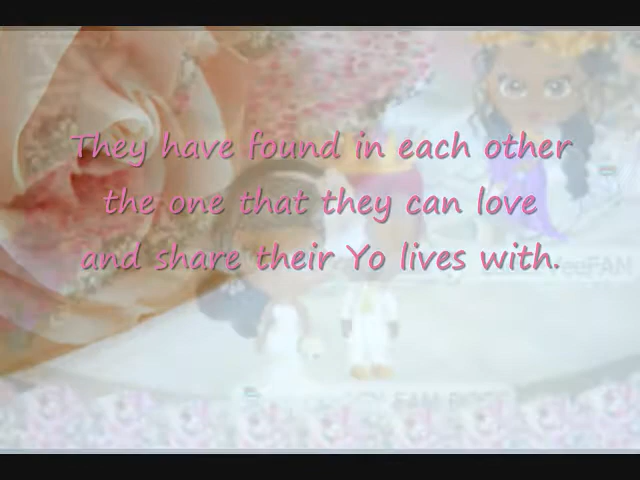 They have found in each other
the one that they can love
and share their Yo lives with.